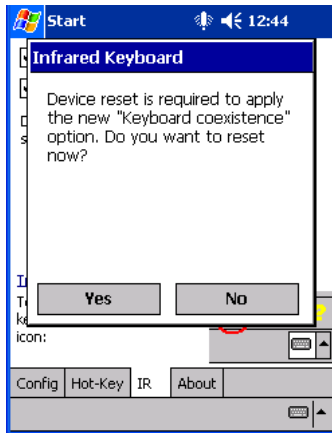 Start 12:44
Infrared Keyboard
Device reset is required to apply
the new "Keyboard coexistence"
option. Do you want to reset
now?
Yes No
icon:
Config Hot-Key IR About